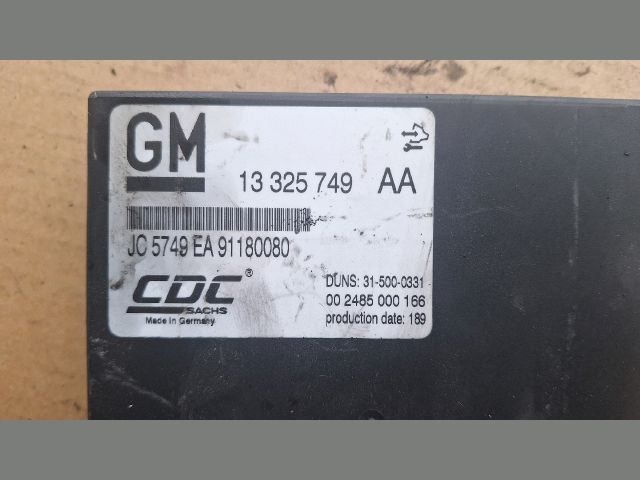 GM
13 325 749 AA
JC 5749 EA 91180080
CDC®
SACHS
Made in Germany
DUNS: 31-500-0331
00 2485 000 166
production date: 189